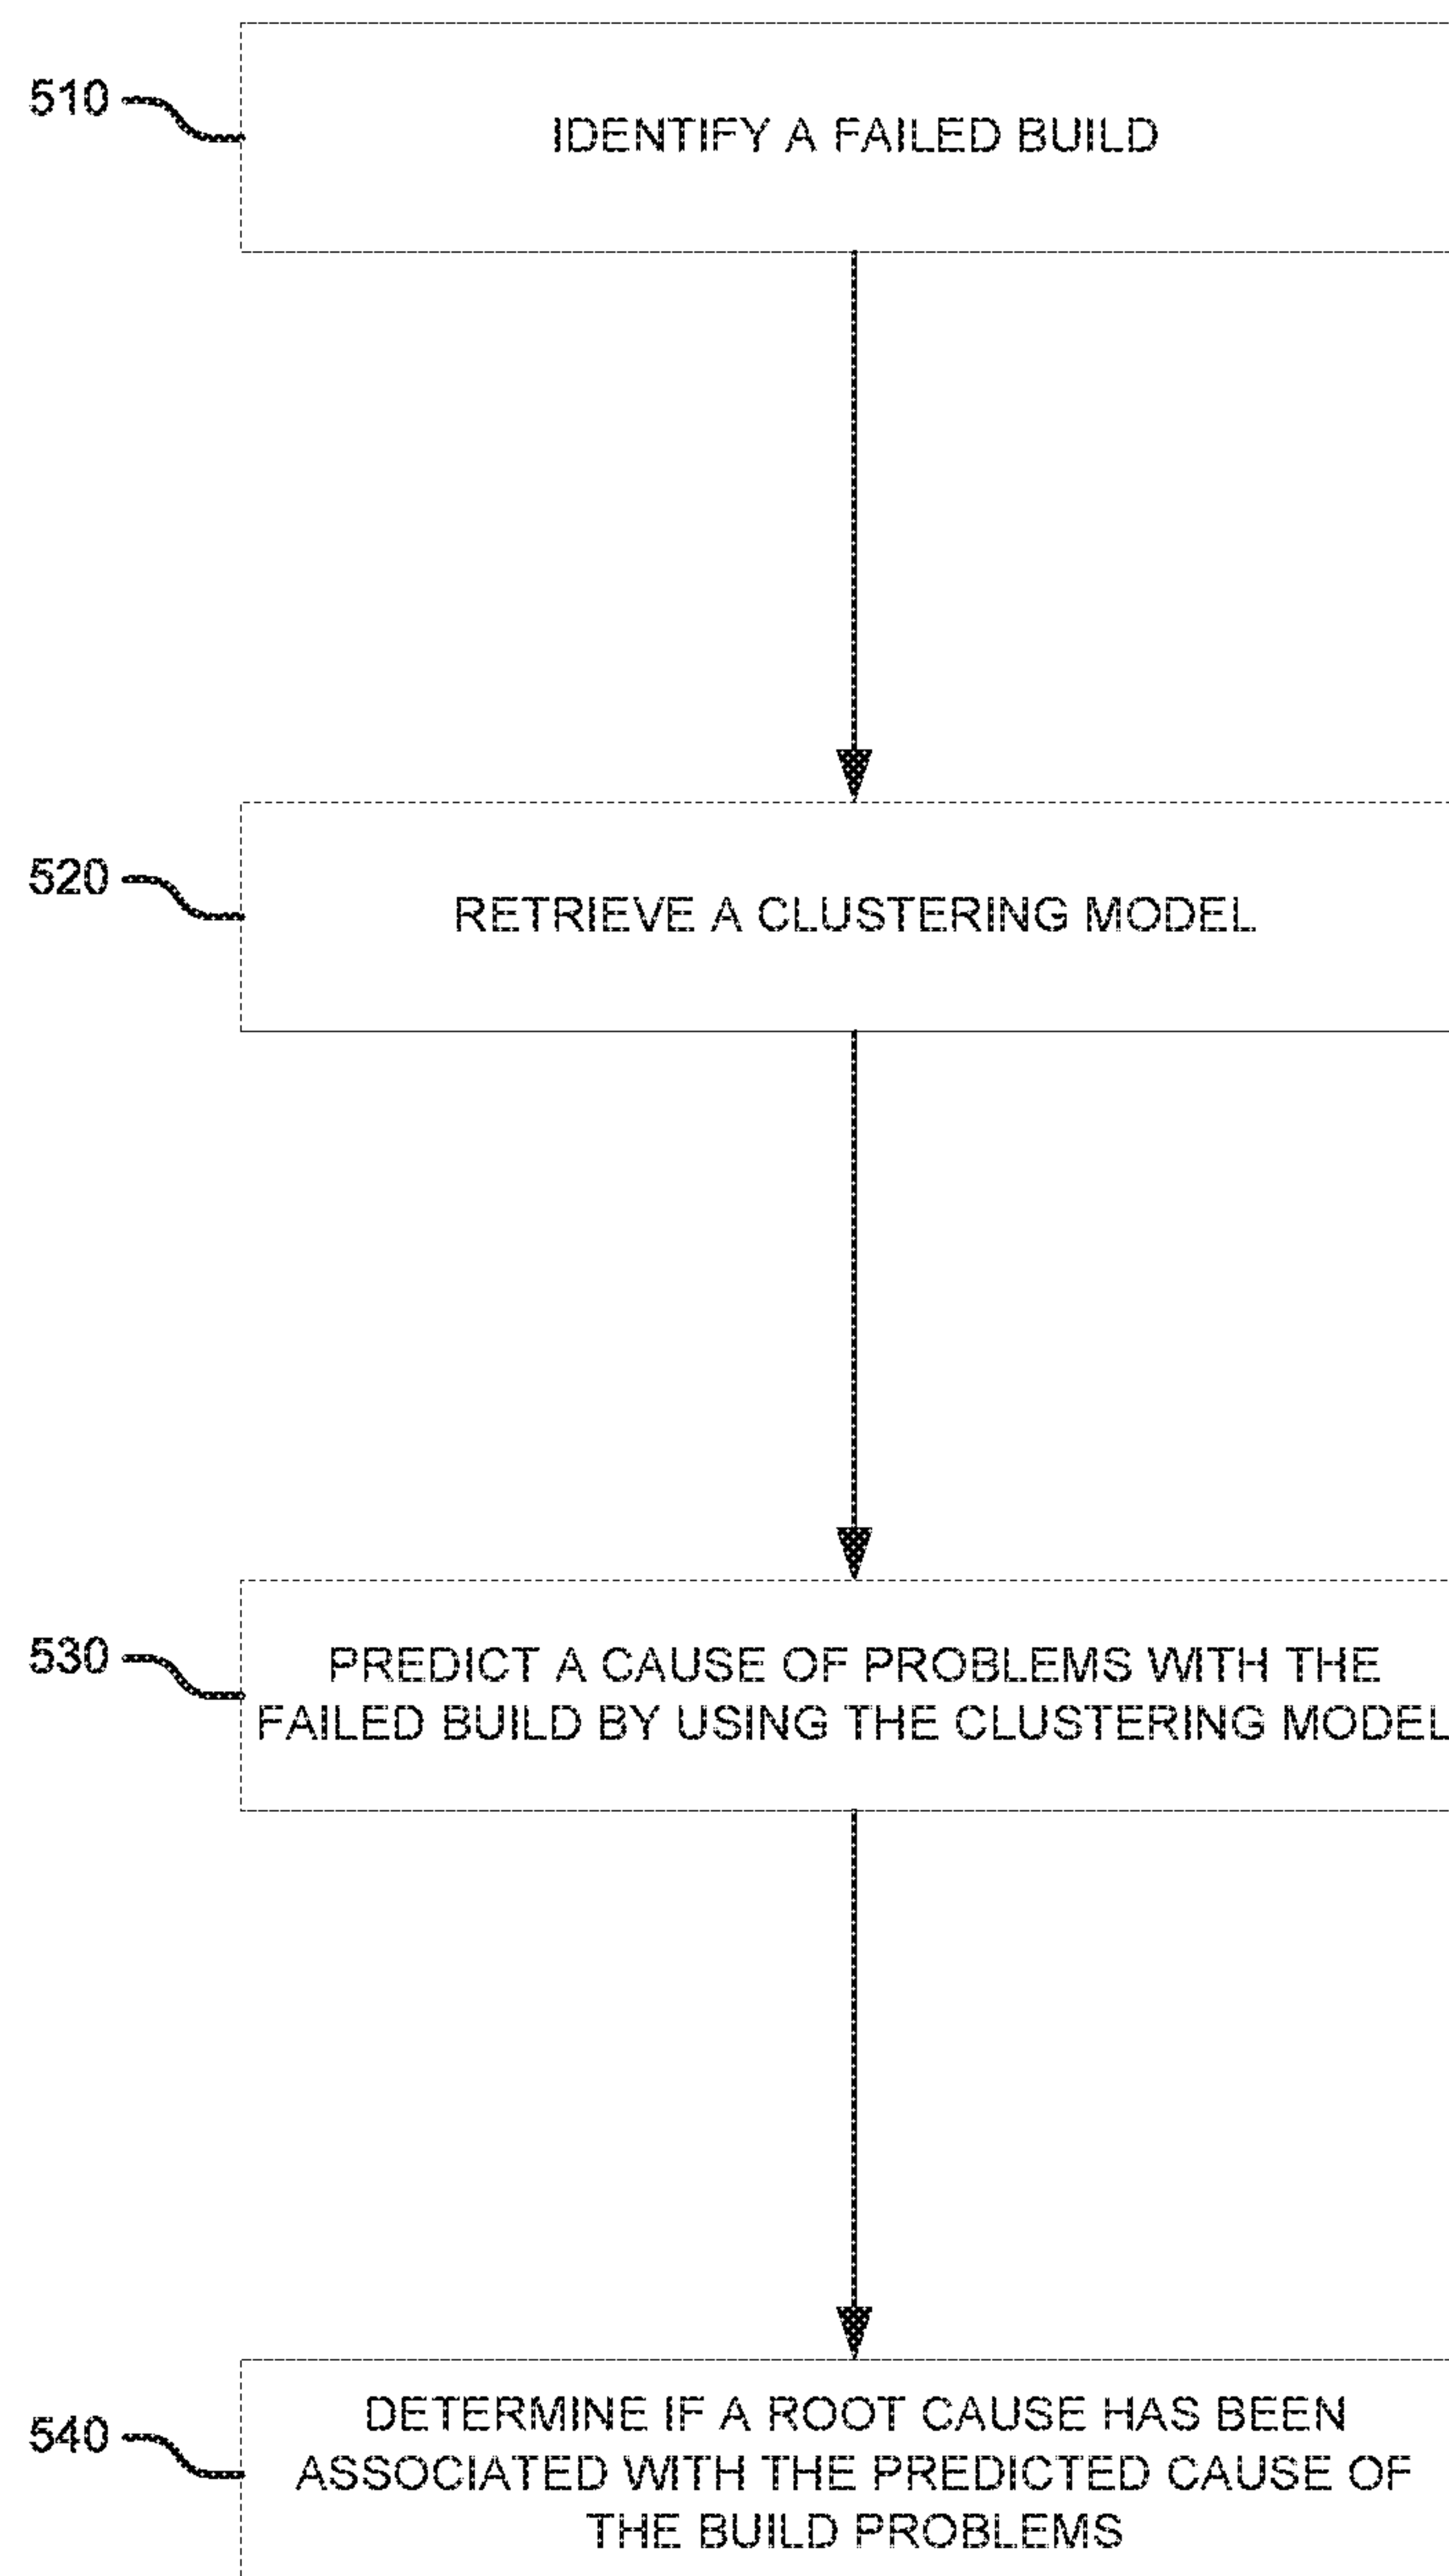 510
IDENTIFY A FAILED BUILD
520
RETRIEVE A CLUSTERING MODEL
530
PREDICT A CAUSE OF PROBLEMS WITH THE
FAILED BUILD BY USING THE CLUSTERING MODEL
540
DETERMINE IF A ROOT CAUSE HAS BEEN
ASSOCIATED WITH THE PREDICTED CAUSE OF
THE BUILD PROBLEMS